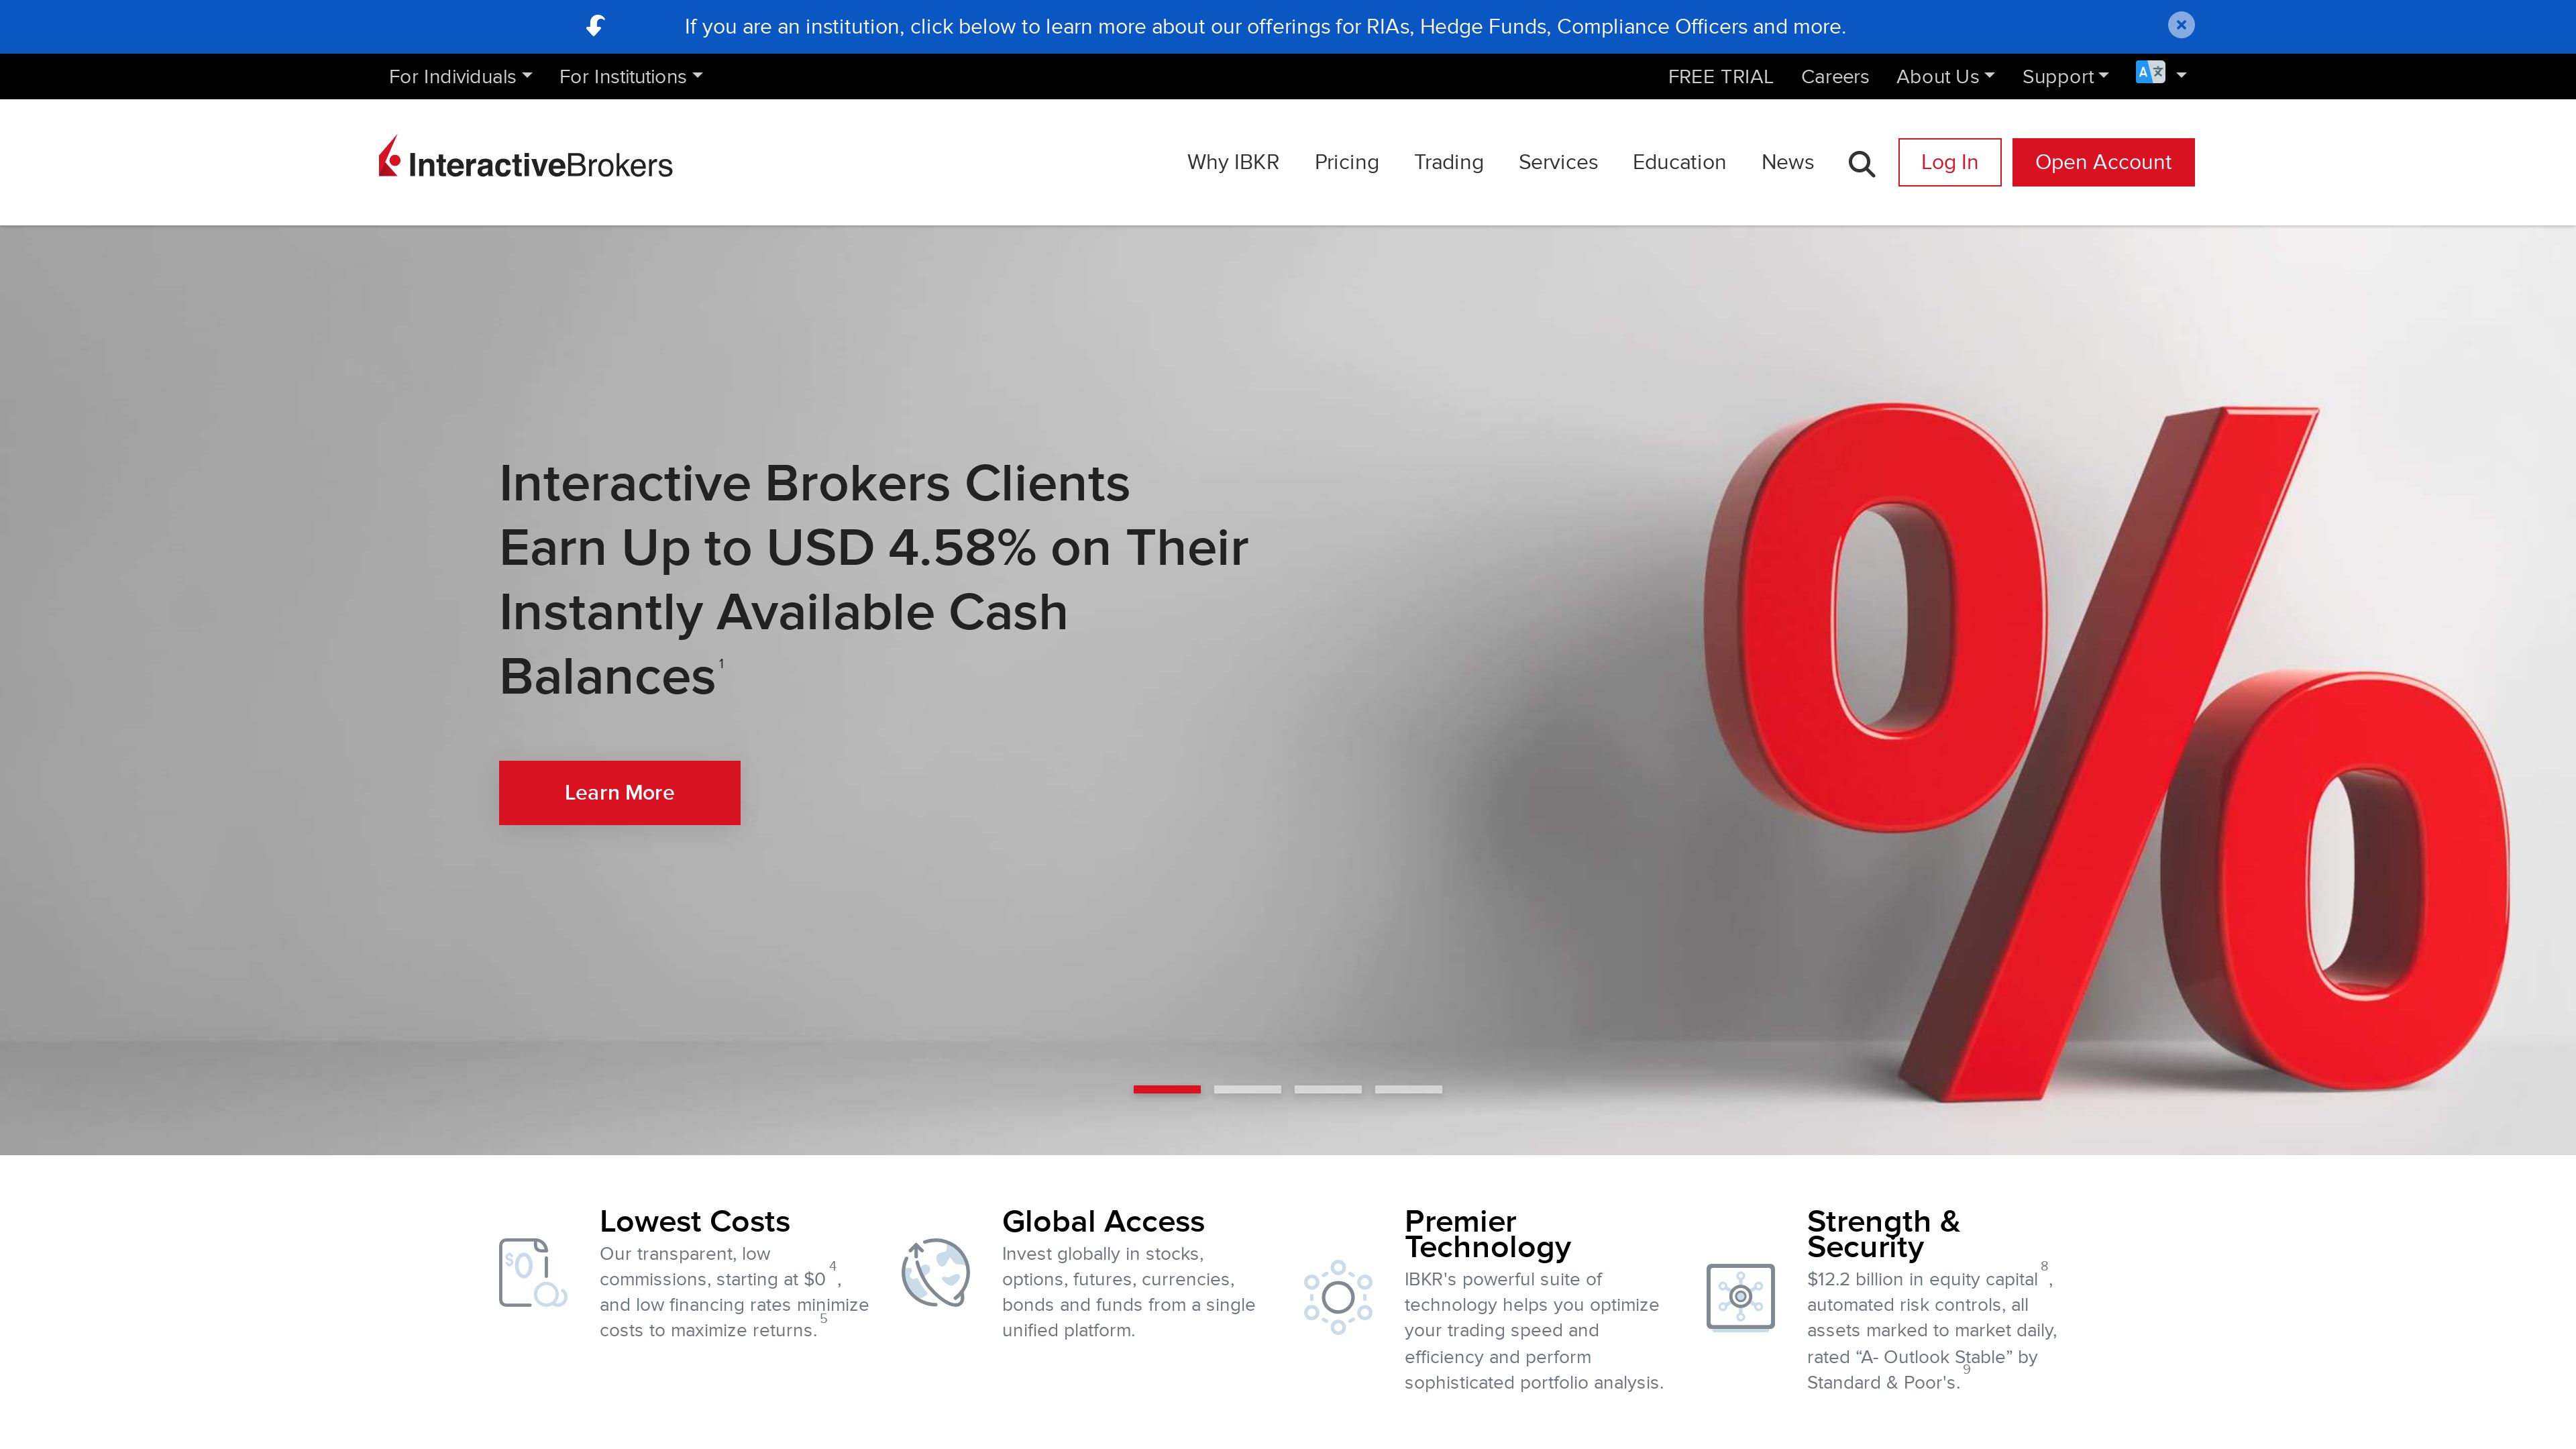 If you are an institution, click below to learn more about our offerings for RIAs, Hedge Funds, Compliance Officers and more.
For Individuals For Institutions FREE TRIAL Careers About Us Support A 文
InteractiveBrokers Why IBKR Pricing Trading Services Education News Log In Open Account
Interactive Brokers Clients
Earn Up to USD 4.58% on Their
Instantly Available Cash
Balances¹
Learn More
%
Lowest Costs
$0
Our transparent, low
commissions, starting at $0⁴,
and low financing rates minimize
costs to maximize returns.⁵
Global Access
Invest globally in stocks,
options, futures, currencies,
bonds and funds from a single
unified platform.
Premier
Technology
IBKR's powerful suite of
technology helps you optimize
your trading speed and
efficiency and perform
sophisticated portfolio analysis.
Strength &
Security
$12.2 billion in equity capital⁸,
automated risk controls, all
assets marked to market daily,
rated “A- Outlook Stable” by
Standard & Poor's.⁹